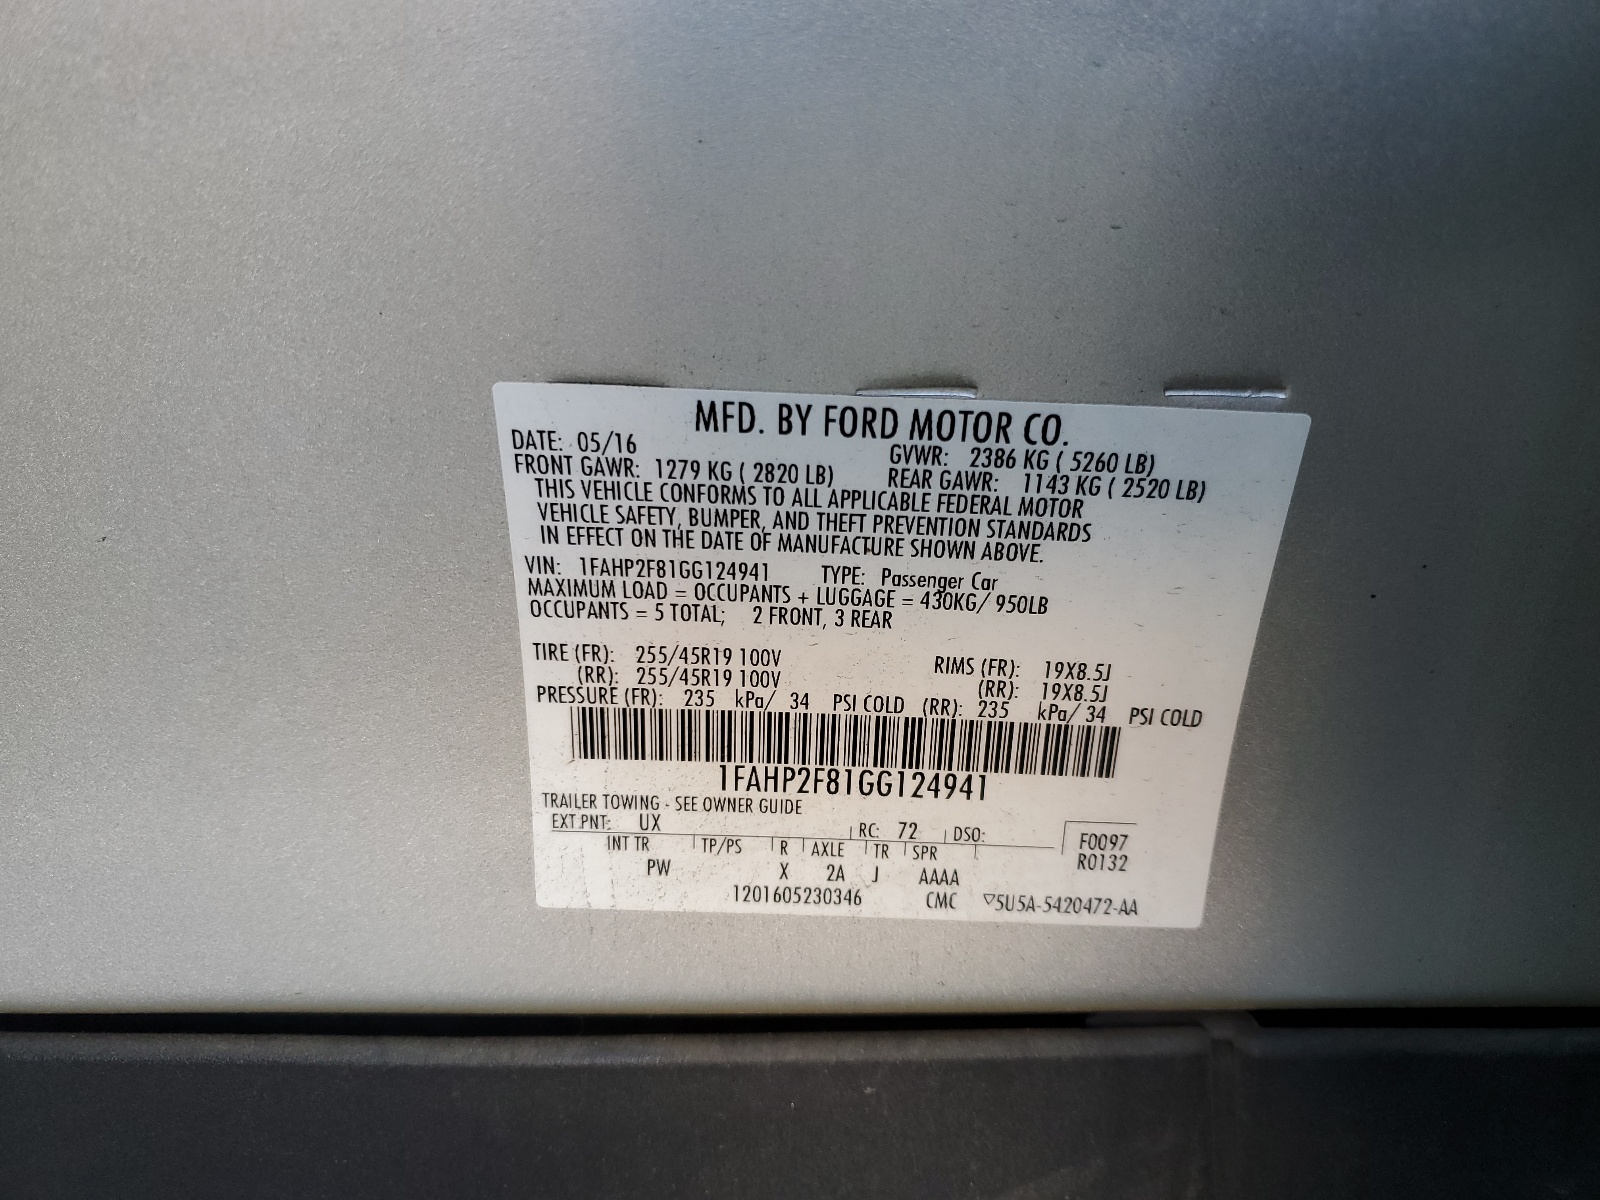 MFD. BY FORD MOTOR CO.
DATE: 05/16 GVWR: 2386 KG ( 5260 LB)
FRONT GAWR: 1279 KG ( 2820 LB) REAR GAWR: 1143 KG ( 2520 LB)
THIS VEHICLE CONFORMS TO ALL APPLICABLE FEDERAL MOTOR
VEHICLE SAFETY, BUMPER, AND THEFT PREVENTION STANDARDS
IN EFFECT ON THE DATE OF MANUFACTURE SHOWN ABOVE.
VIN: 1FAHP2F81GG124941 TYPE: Passenger Car
MAXIMUM LOAD = OCCUPANTS + LUGGAGE = 430KG/ 950LB
OCCUPANTS = 5 TOTAL; 2 FRONT, 3 REAR
TIRE (FR): 255/45R19 100V RIMS (FR): 19X8.5J
(RR): 255/45R19 100V (RR): 19X8.5J
PRESSURE (FR): 235 kPa/ 34 PSI COLD (RR): 235 kPa/ 34 PSI COLD
1FAHP2F81GG124941
TRAILER TOWING - SEE OWNER GUIDE
EXT PNT: UX RC: 72 DSO: F0097
INT TR TP/PS R AXLE TR SPR R0132
PW X 2A J AAAA
1201605230346 CMC ▽5U5A-5420472-AA